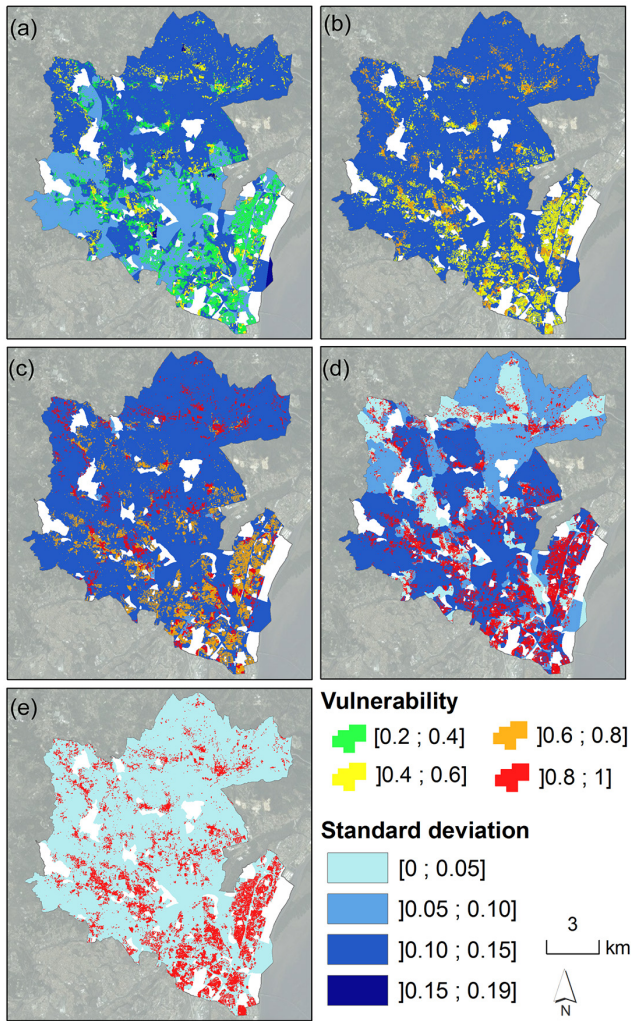 (a)
(b)
(c)
(d)
(e)
Vulnerability
[0.2 ; 0.4]
]0.6 ; 0.8]
]0.4 ; 0.6]
]0.8 ; 1]
Standard deviation
[0 ; 0.05]
]0.05 ; 0.10]
]0.10 ; 0.15]
]0.15 ; 0.19]
3
km
N